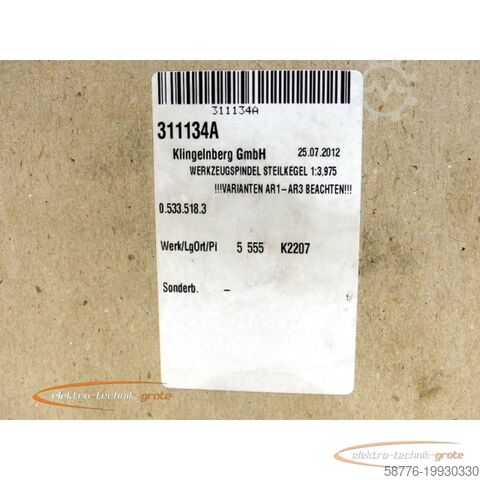 311134A
311134A
Klingelnberg GmbH 25.07.2012
WERKZEUGSPINDEL STEILKEGEL 1:3,975
!!!VARIANTEN AR1-AR3 BEACHTEN!!!
0.533.518.3
Werk/LgOrt/Pl 5 555 K2207
Sonderb. –
elektro-technik-grote
elektro-technik-grote
58776-19930330